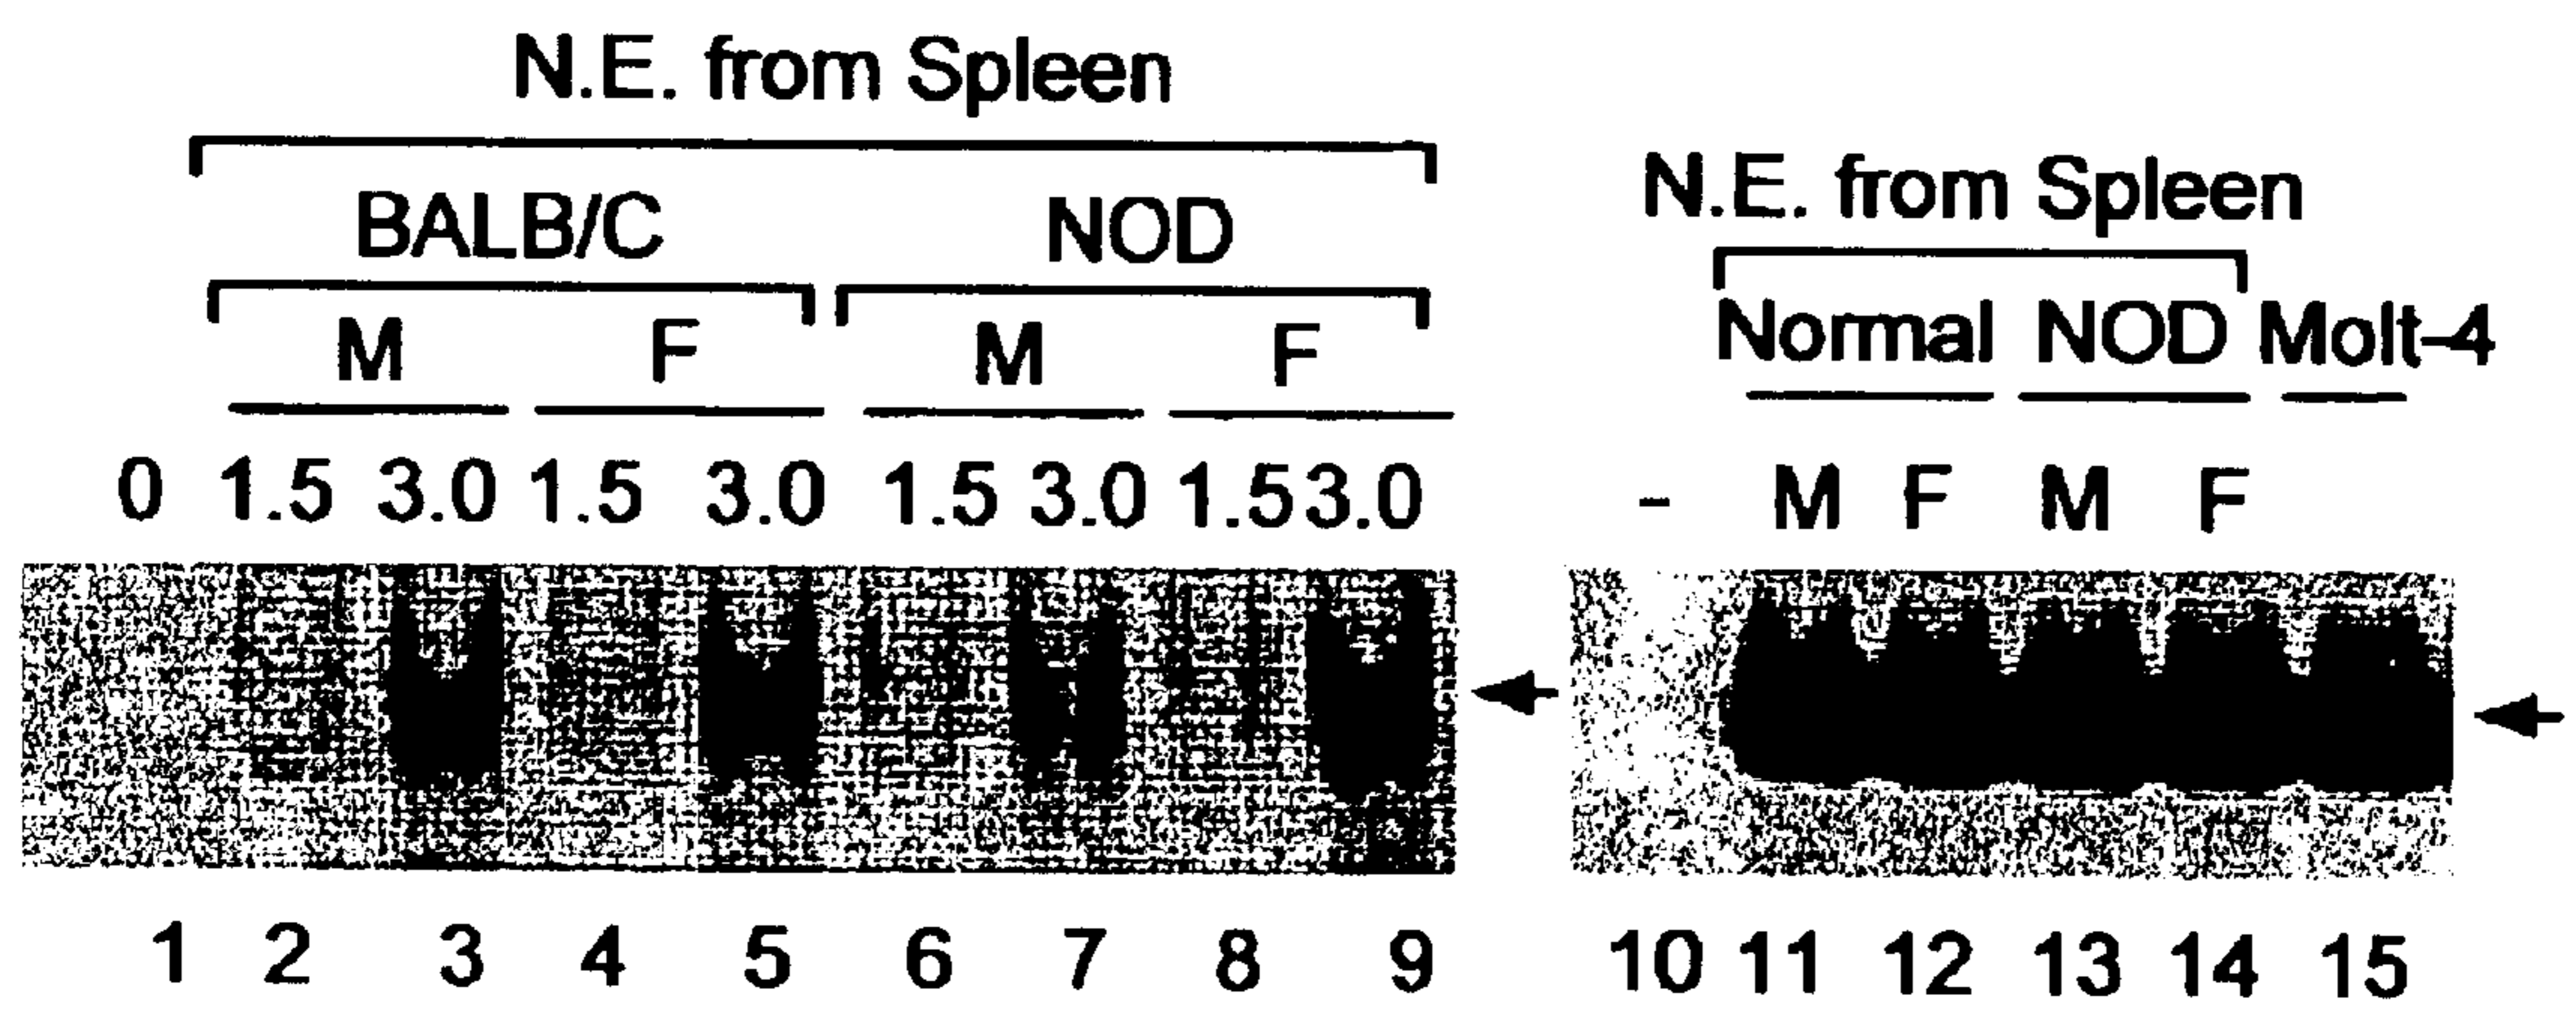 N.E. from Spleen
BALB/C NOD
M F M F
0 1.5 3.0 1.5 3.0 1.5 3.0 1.5 3.0
1 2 3 4 5 6 7 8 9
N.E. from Spleen
Normal NOD Molt-4
- M F M F
10 11 12 13 14 15